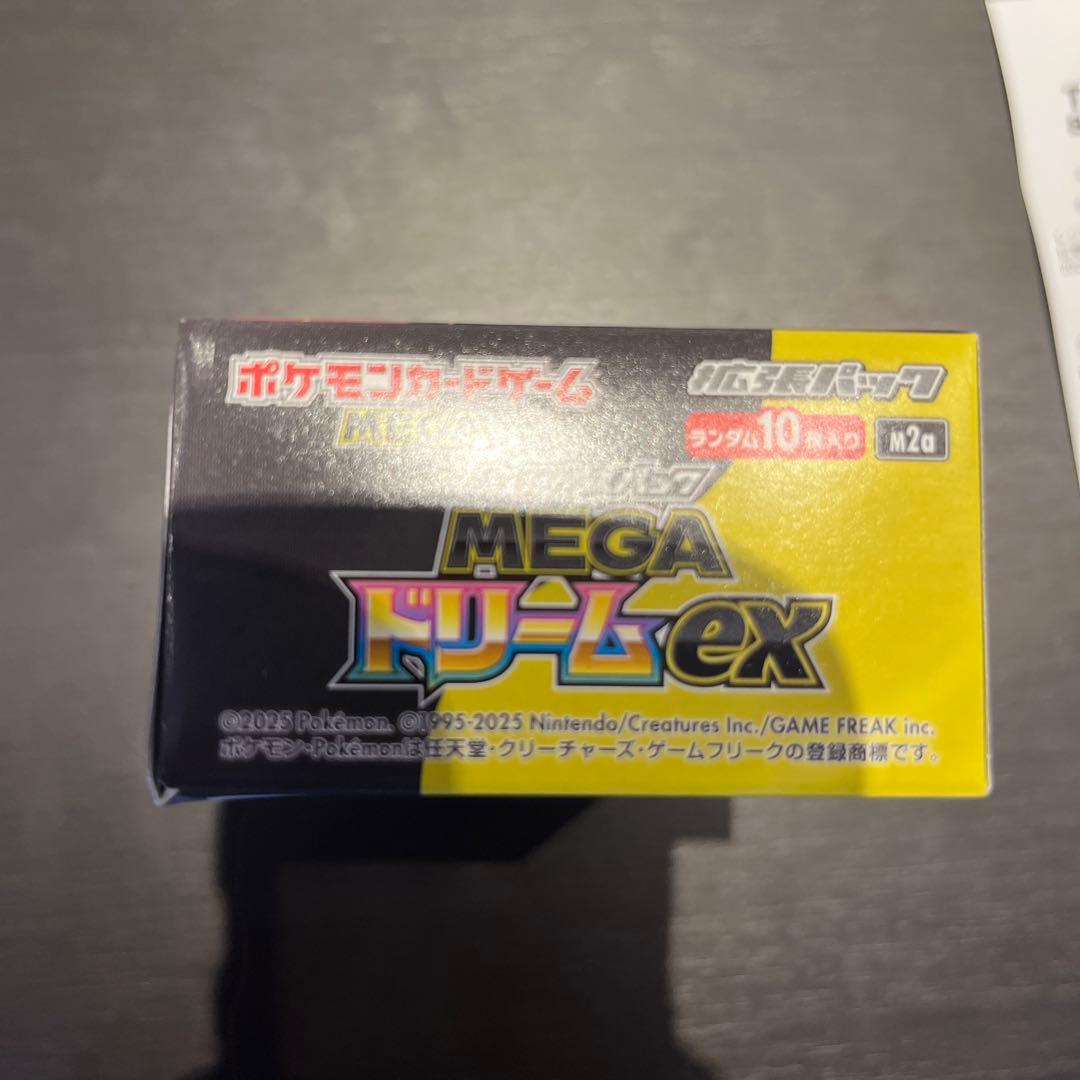 ポケモンカードゲーム
MEGA
拡張パック
ランダム10枚入り
M2a
パック
MEGA
ドリームex
©2025 Pokémon. ©1995-2025 Nintendo/Creatures Inc./GAME FREAK inc.
ポケモン・Pokémonは任天堂・クリーチャーズ・ゲームフリークの登録商標です。